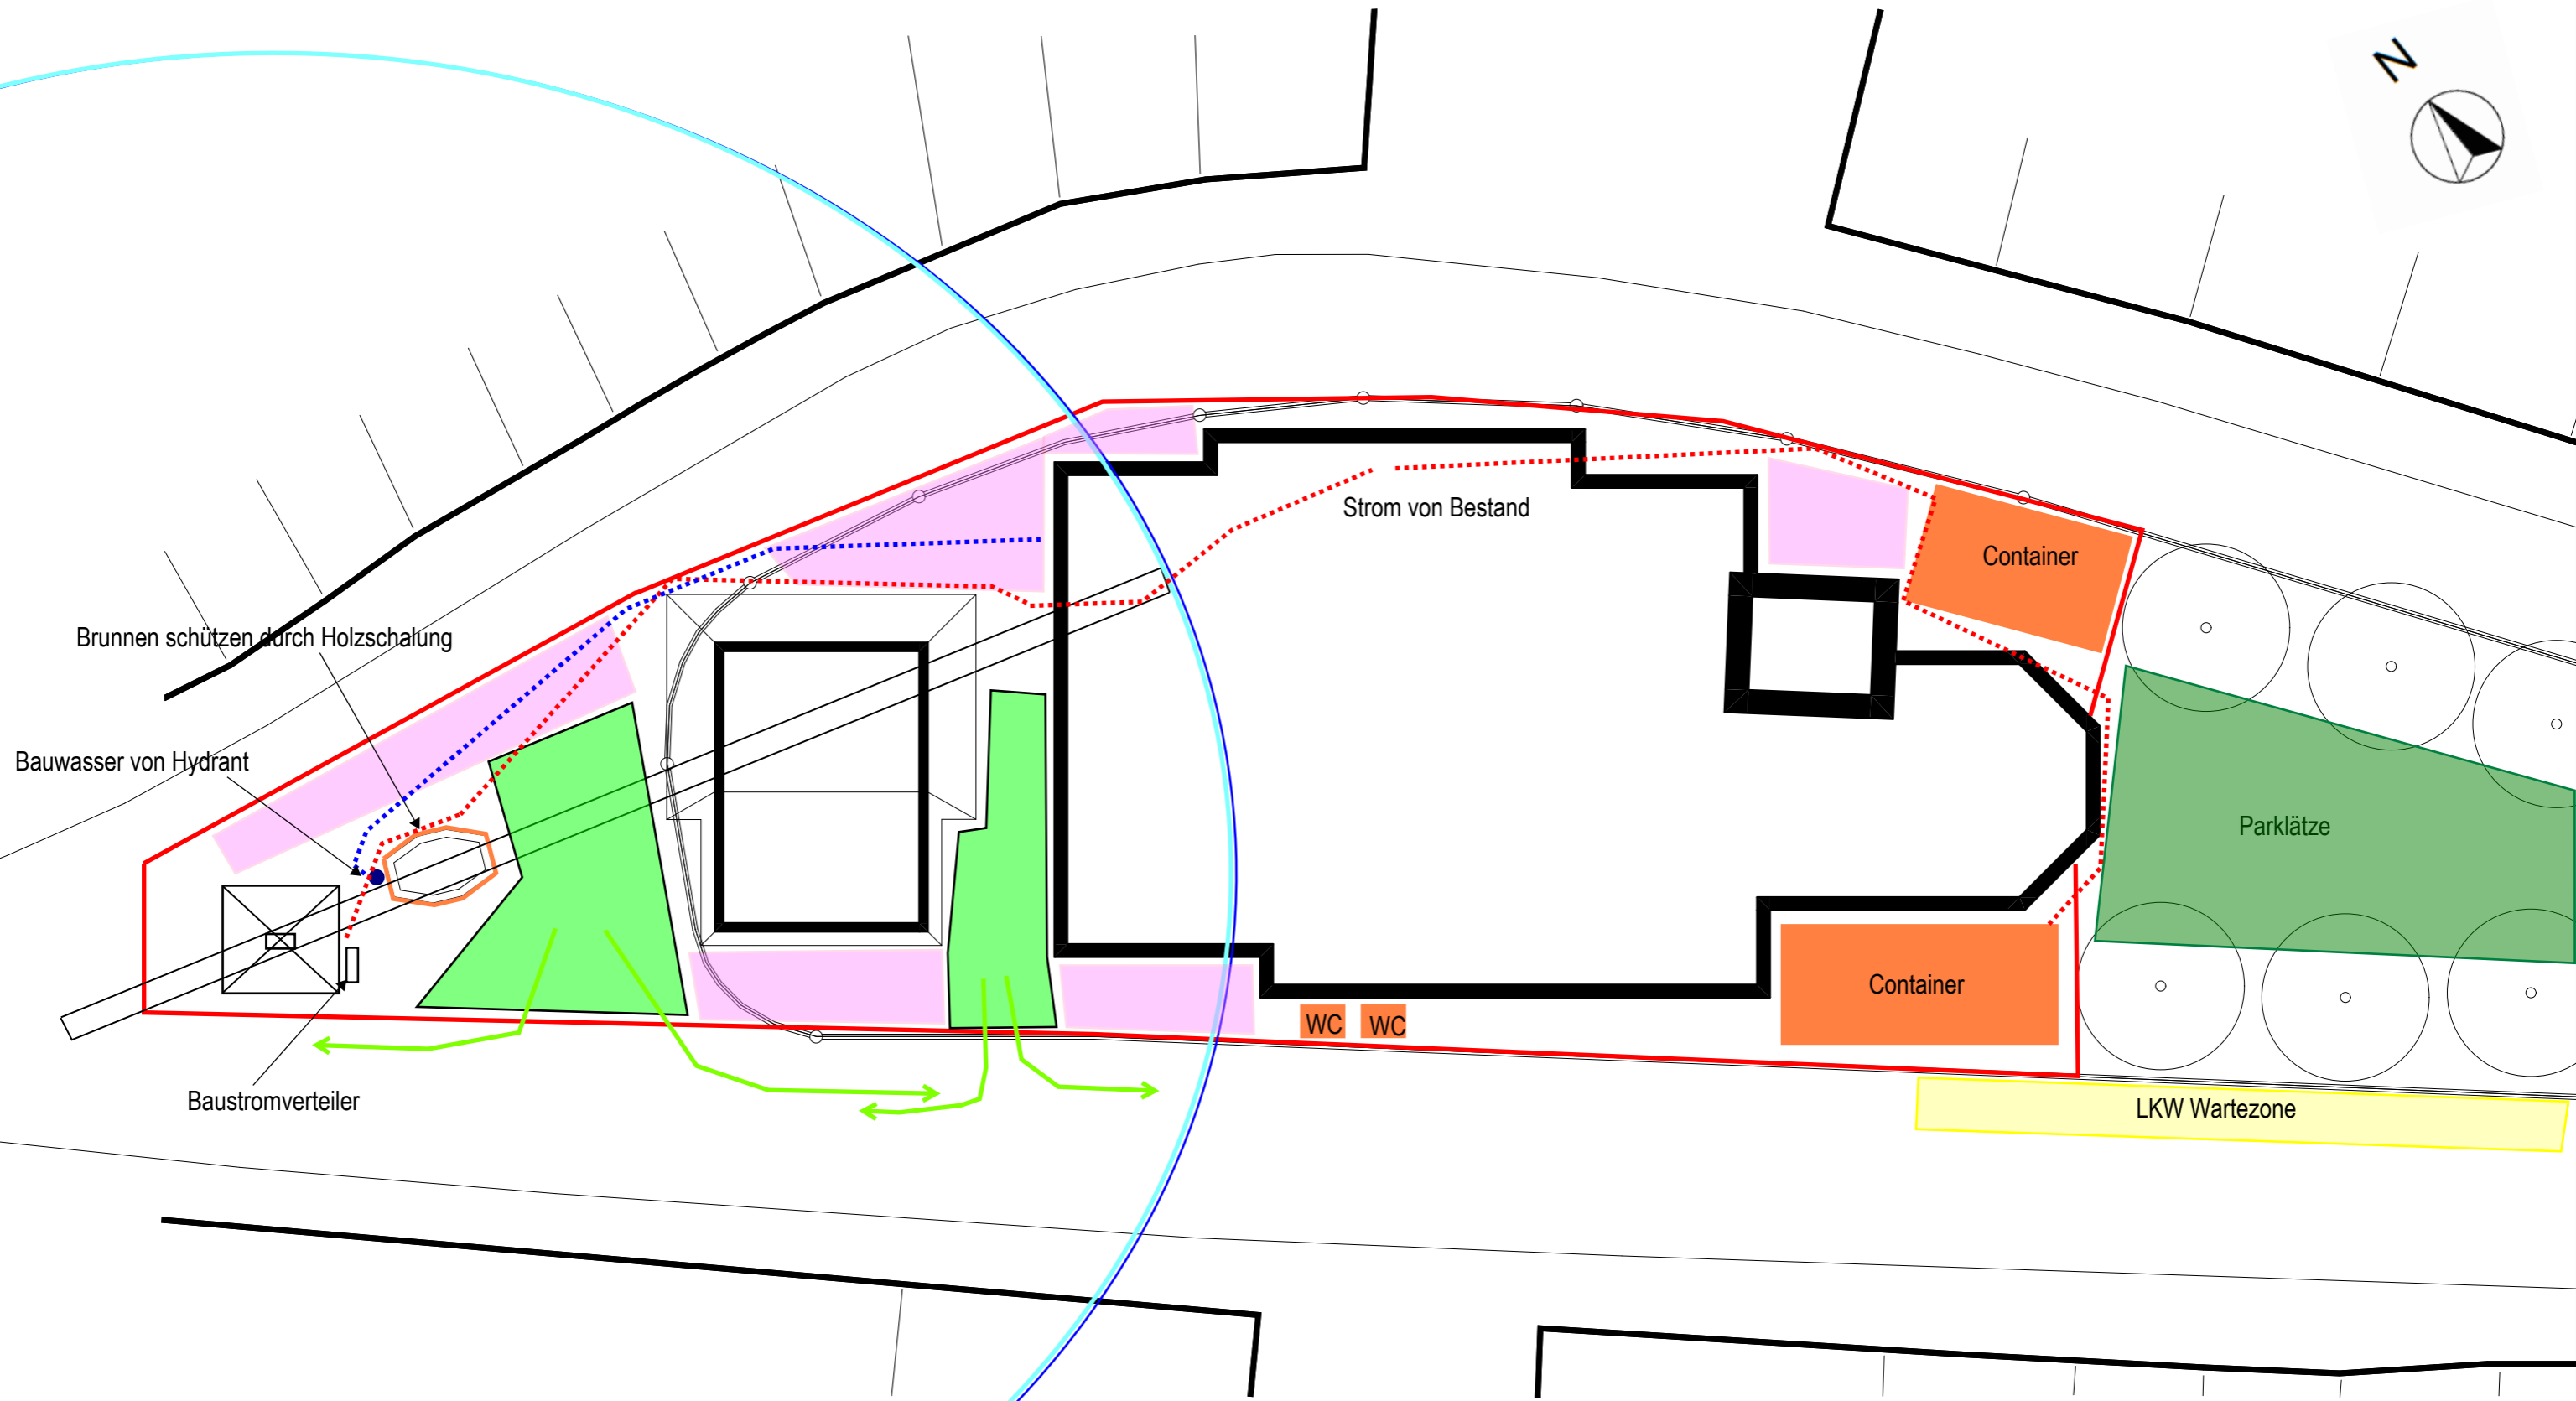 N
Strom von Bestand
Container
Brunnen schützen durch Holzschalung
Bauwasser von Hydrant
Parklätze
Container
WC
WC
Baustromverteiler
LKW Wartezone